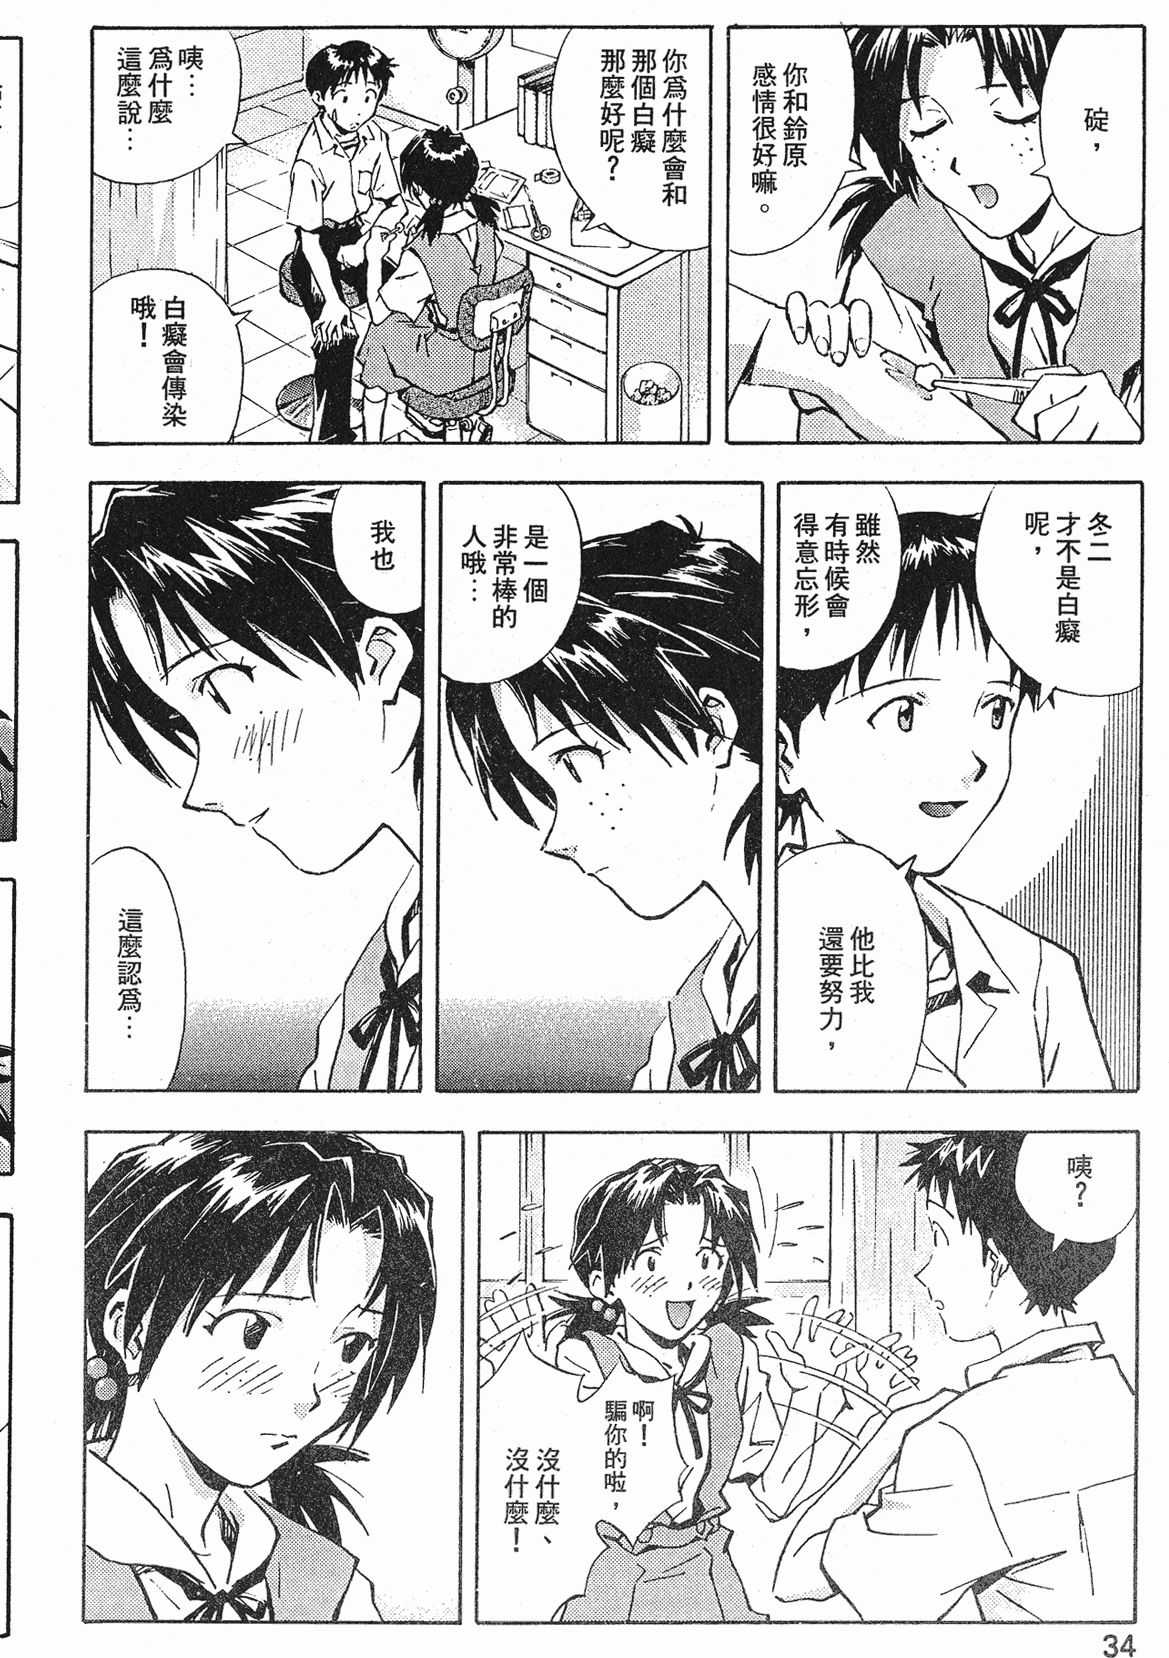 碇，
你和鈴原
感情很好嘛。
你爲什麼會和
那個白癡
那麼好呢？
咦…
爲什麼
這麼說…
白癡會傳染
哦！
冬二
才不是白癡
呢，
雖然
有時候會
得意忘形，
他比我
還要努力，
是一個
非常棒的
人哦…
我也
這麼認爲…
咦？
啊！
騙你的啦，
沒什麼、
沒什麼！
34